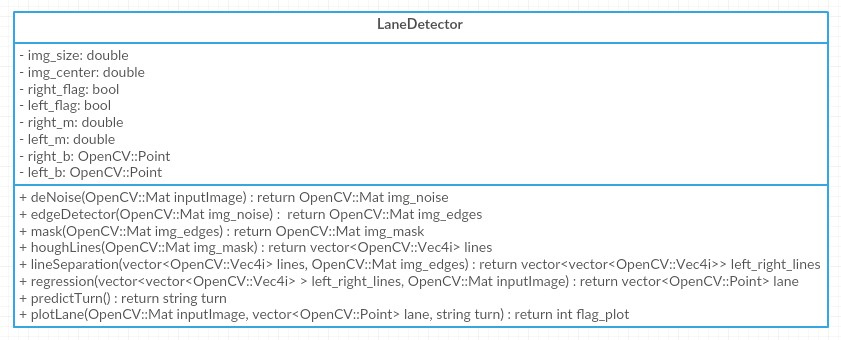 LaneDetector
- img_size: double
- img_center: double
- right_flag: bool
- left_flag: bool
- right_m: double
- left_m: double
- right_b: OpenCV::Point
- left_b: OpenCV::Point
+ deNoise(OpenCV::Mat inputImage) : return OpenCV::Mat img_noise
+ edgeDetector(OpenCV::Mat img_noise) :  return OpenCV::Mat img_edges
+ mask(OpenCV::Mat img_edges) : return OpenCV::Mat img_mask
+ houghLines(OpenCV::Mat img_mask) : return vector<OpenCV::Vec4i> lines
+ lineSeparation(vector<OpenCV::Vec4i> lines, OpenCV::Mat img_edges) : return vector<vector<OpenCV::Vec4i>> left_right_lines
+ regression(vector<vector<OpenCV::Vec4i> > left_right_lines, OpenCV::Mat inputImage) : return vector<OpenCV::Point> lane
+ predictTurn() : return string turn
+ plotLane(OpenCV::Mat inputImage, vector<OpenCV::Point> lane, string turn) : return int flag_plot